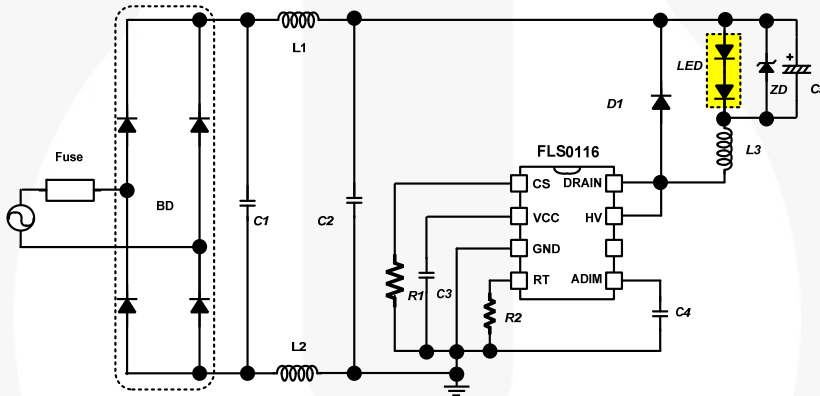 L1
LED
ZD
D1
L3
FLS0116
Fuse
CS DRAIN
BD
C1
C2
VCC HV
GND
R1
C3
RT ADIM
R2
C4
L2
+